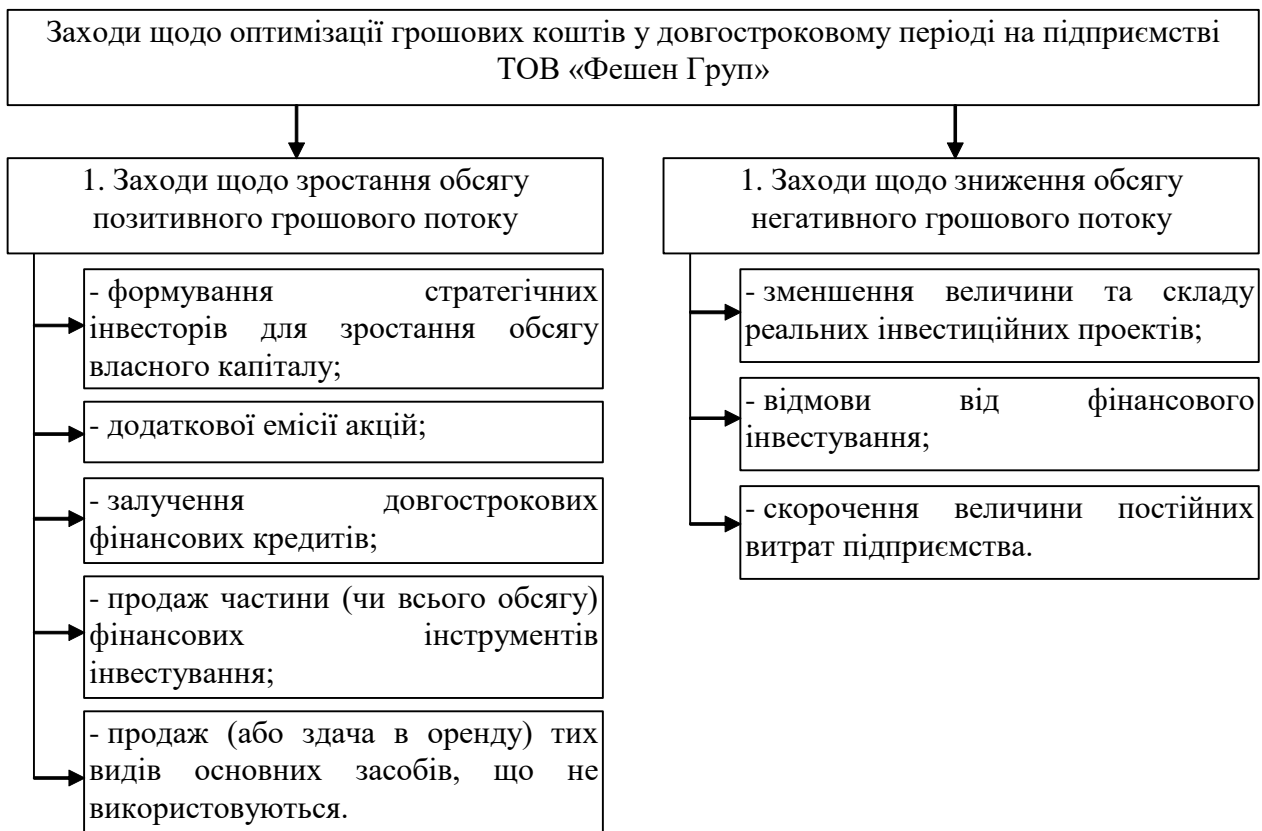 Заходи щодо оптимізації грошових коштів у довгостроковому періоді на підприємстві
ТОВ «Фешен Груп»
1. Заходи щодо зростання обсягу
позитивного грошового потоку
- формування стратегічних
інвесторів для зростання обсягу
власного капіталу;
- додаткової емісії акцій;
- залучення довгострокових
фінансових кредитів;
- продаж частини (чи всього обсягу)
фінансових інструментів
інвестування;
- продаж (або здача в оренду) тих
видів основних засобів, що не
використовуються.
1. Заходи щодо зниження обсягу
негативного грошового потоку
- зменшення величини та складу
реальних інвестиційних проектів;
- відмови від фінансового
інвестування;
- скорочення величини постійних
витрат підприємства.